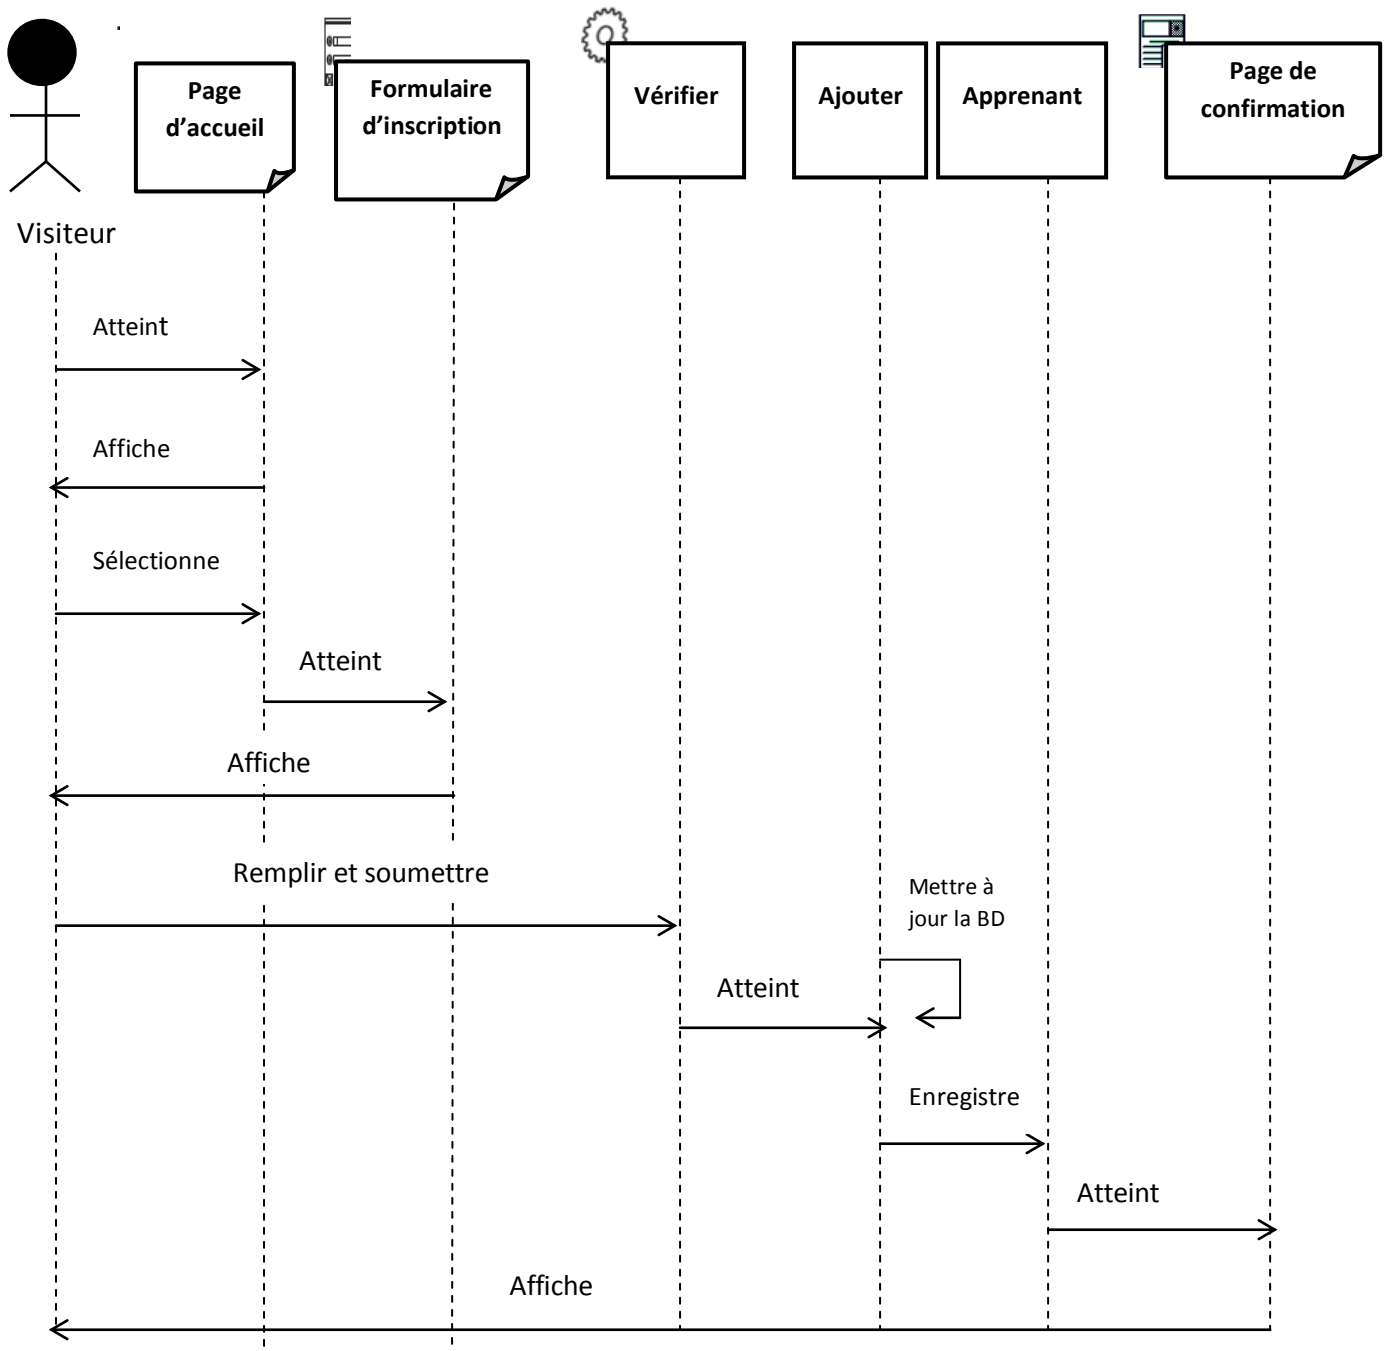 Page
d’accueil
Formulaire
d’inscription
Vérifier
Ajouter
Apprenant
Page de
confirmation
Visiteur
Atteint
Affiche
Sélectionne
Atteint
Affiche
Remplir et soumettre
Mettre à
jour la BD
Atteint
Enregistre
Atteint
Affiche